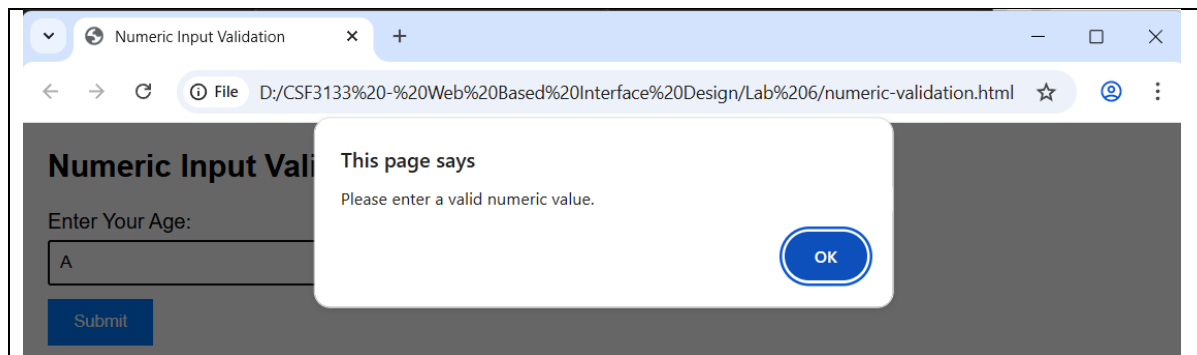 Numeric Input Validation
File D:/CSF3133%20-%20Web%20Based%20Interface%20Design/Lab%206/numeric-validation.html
Numeric Input Vali
This page says
Please enter a valid numeric value.
Enter Your Age:
A
OK
Submit